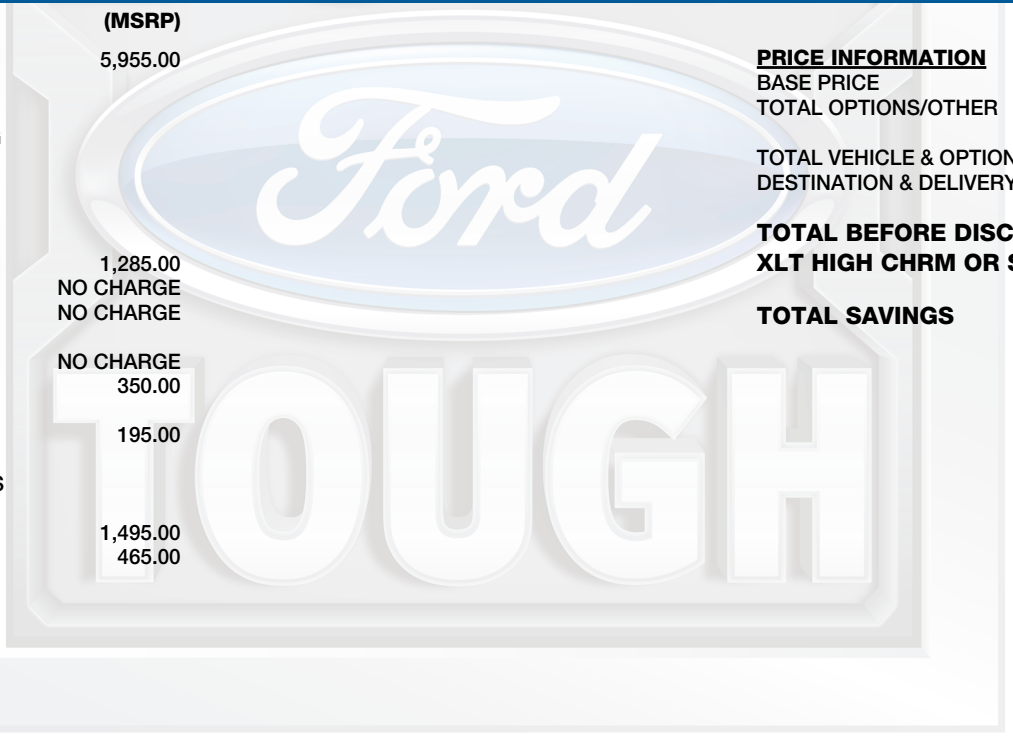 (MSRP)
5,955.00
1,285.00
NO CHARGE
NO CHARGE
NO CHARGE
350.00
195.00
1,495.00
465.00
Ford
TOUGH
PRICE INFORMATION
BASE PRICE
TOTAL OPTIONS/OTHER
TOTAL VEHICLE & OPTION
DESTINATION & DELIVERY
TOTAL BEFORE DISC
XLT HIGH CHRM OR S
TOTAL SAVINGS